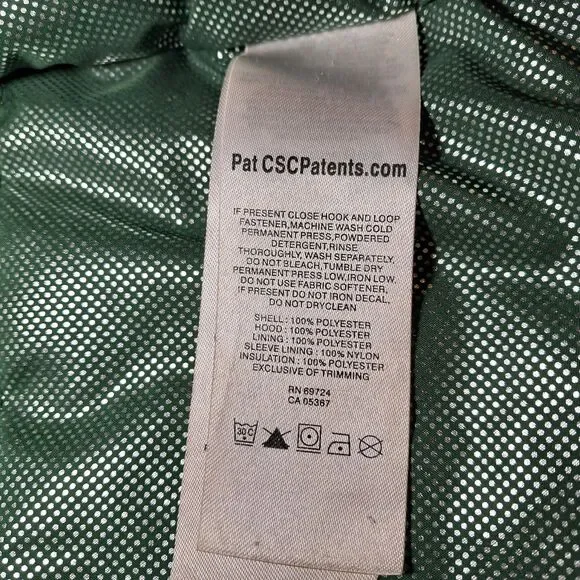 Pat CSCPatents.com
IF PRESENT CLOSE HOOK AND LOOP
FASTENER,MACHINE WASH COLD
PERMANENT PRESS,POWDERED
DETERGENT,RINSE
THOROUGHLY, WASH SEPARATELY,
DO NOT BLEACH,TUMBLE DRY
PERMANENT PRESS LOW,IRON LOW.
DO NOT USE FABRIC SOFTENER.
IF PRESENT DO NOT IRON DECAL,
DO NOT DRYCLEAN
SHELL : 100% POLYESTER
HOOD : 100% POLYESTER
LINING : 100% POLYESTER
SLEEVE LINING : 100% NYLON
INSULATION : 100% POLYESTER
EXCLUSIVE OF TRIMMING
RN 69724
CA 05367
30C